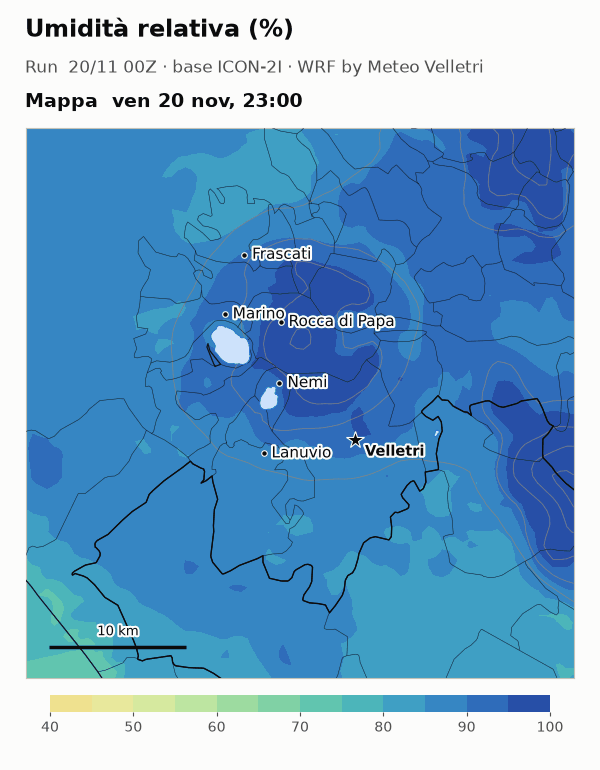 Umidità relativa (%)
Run  20/11 00Z · base ICON-2I · WRF by Meteo Velletri
Mappa  ven 20 nov, 23:00
Frascati
Marino
Rocca di Papa
Nemi
Velletri
Lanuvio
10 km
40 50 60 70 80 90 100